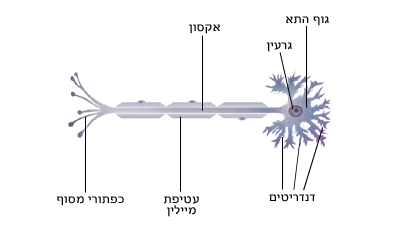 גוף התא
אקסון
גרעין
דנדריטים
עטיפת
מיילין
כפתורי מסוף